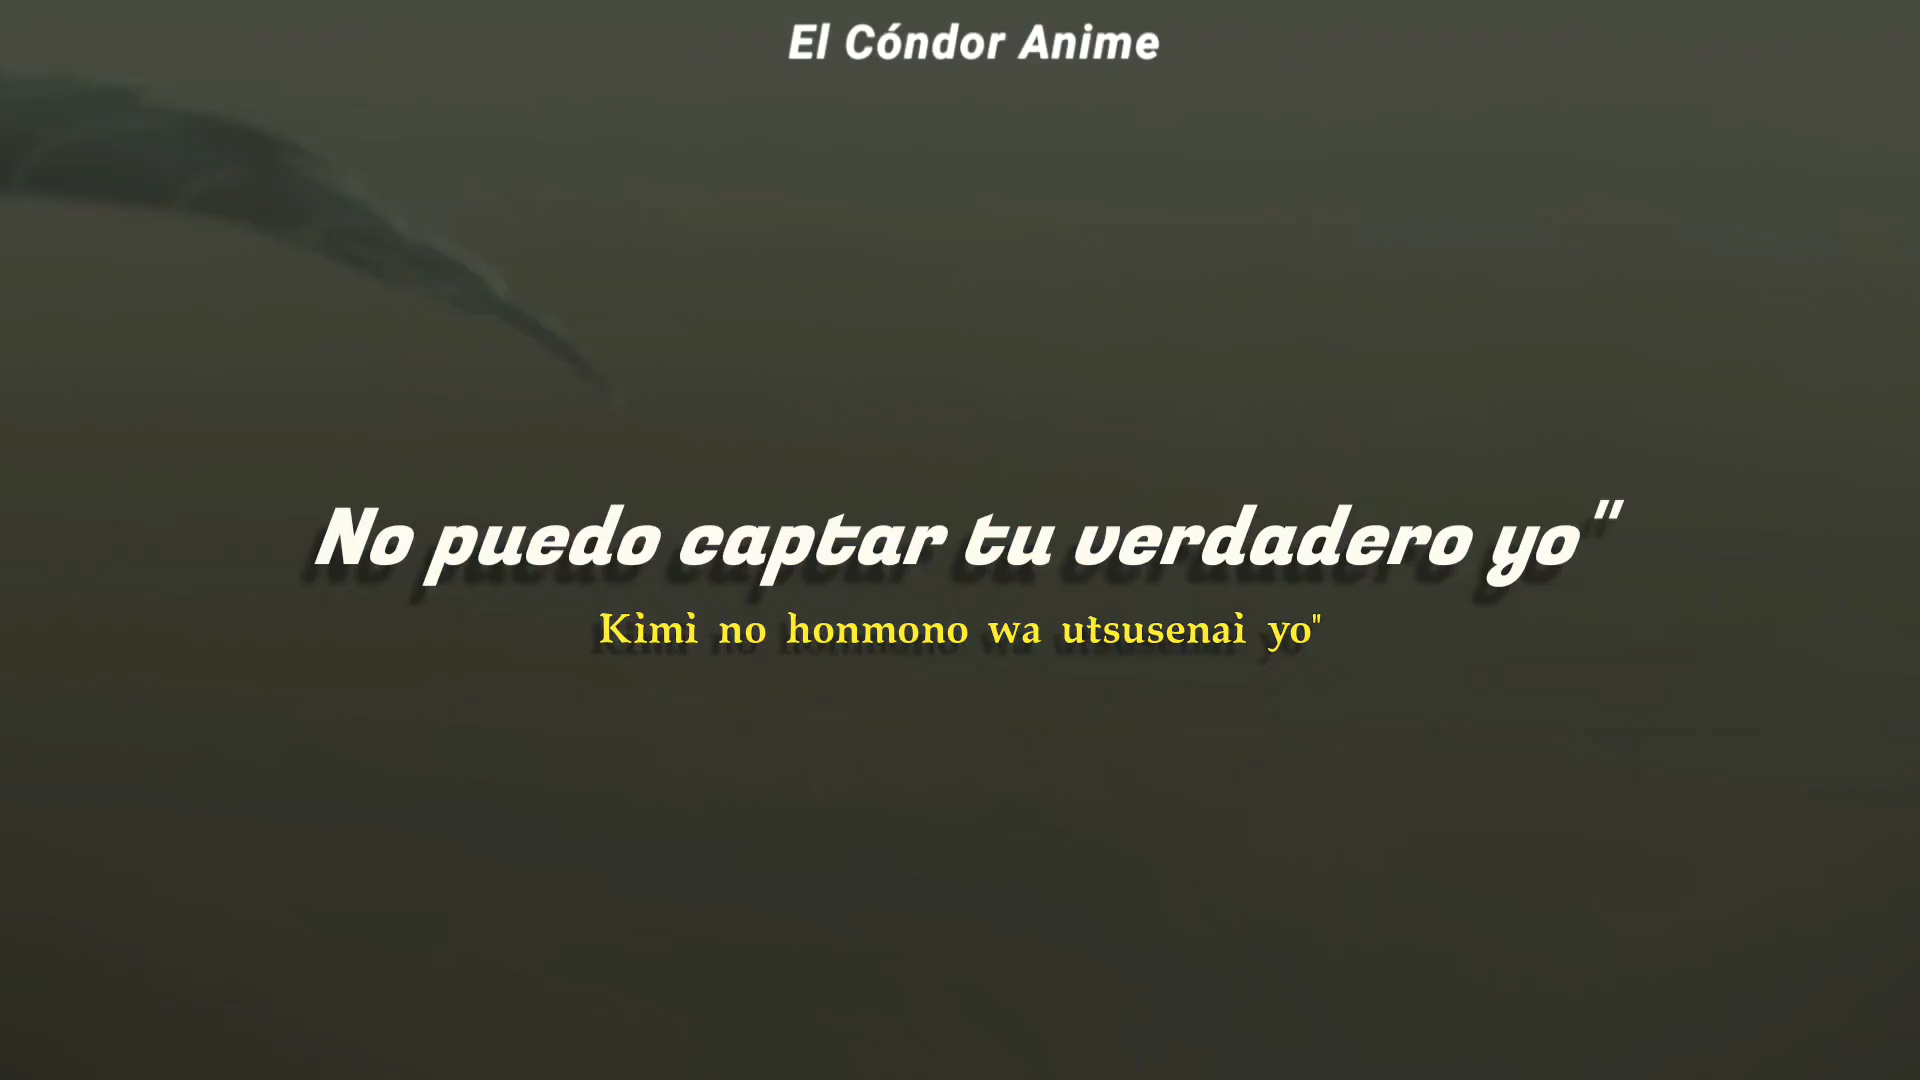 El Cóndor Anime
No puedo captar tu verdadero yo"
Kimi no honmono wa utsusenai yo"